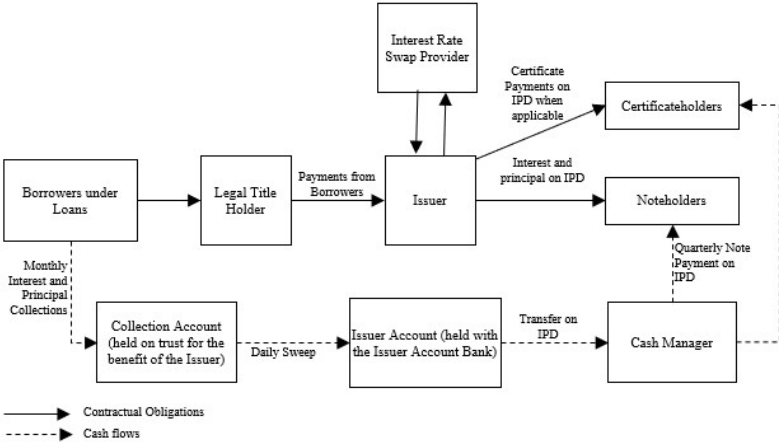 Interest Rate
Swap Provider
Certificate
Payments on
IPD when
applicable
Certificateholders
Borrowers under
Loans
Legal Title
Holder
Payments from
Borrowers
Issuer
Interest and
principal on IPD
Noteholders
Monthly
Interest and
Principal
Collections
Quarterly Note
Payment on
IPD
Collection Account
(held on trust for the
benefit of the Issuer)
Daily Sweep
Issuer Account (held with
the Issuer Account Bank)
Transfer on
IPD
Cash Manager
Contractual Obligations
Cash flows